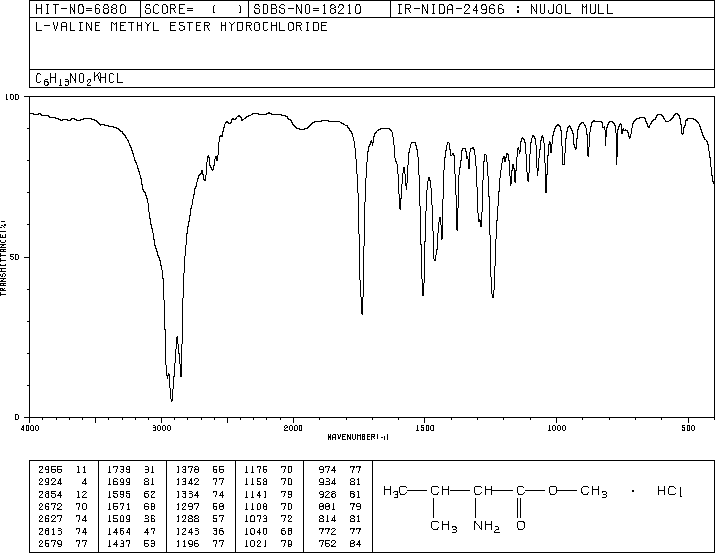 HIT-NO=6880 SCORE= ( ) SDBS-NO=18210 IR-NIDA-24966 : NUJOL MULL
L-VALINE METHYL ESTER HYDROCHLORIDE
C6H13NO2·HCL
100
TRANSMITTANCE(%)
50
0
4000 3000 2000 1500 1000 500
WAVENUMBER(-1)
2966 11 1739 31 1378 55 1176 70 974 77
2924 4 1699 81 1342 77 1158 70 934 81
2854 12 1595 62 1334 74 1141 79 928 81
2672 70 1571 68 1297 58 1108 70 881 79
2627 74 1509 36 1288 57 1073 72 814 81
2613 74 1464 47 1243 36 1040 68 772 77
2579 77 1437 53 1196 77 1021 79 752 84
H3C—CH—CH—C—O—CH3 · HCl
CH3 NH2 O